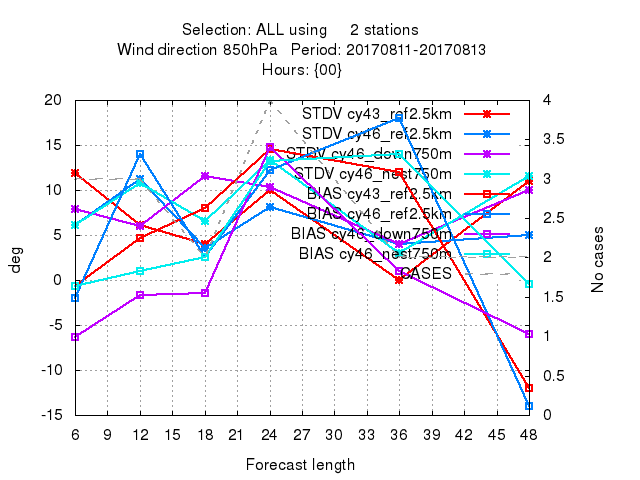 Selection: ALL using 2 stations
Wind direction 850hPa Period: 20170811-20170813
Hours: {00}
20
15
10
5
0
-5
-10
-15
deg
4
3.5
3
2.5
2
1.5
1
0.5
0
No cases
STDV cy43_ref2.5km
STDV cy46_ref2.5km
STDV cy46_down750m
STDV cy46_nest750m
BIAS cy43_ref2.5km
BIAS cy46_ref2.5km
BIAS cy46_down750m
BIAS cy46_nest750m
CASES
6 9 12 15 18 21 24 27 30 33 36 39 42 45 48
Forecast length